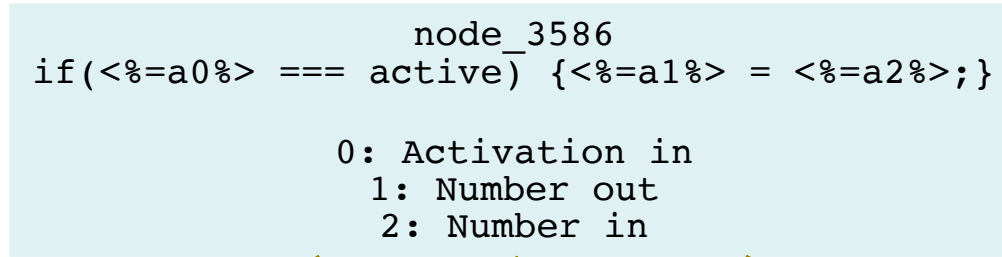 node_3586
if(<%=a0%> === active) {<%=a1%> = <%=a2%>;}
0: Activation in
1: Number out
2: Number in